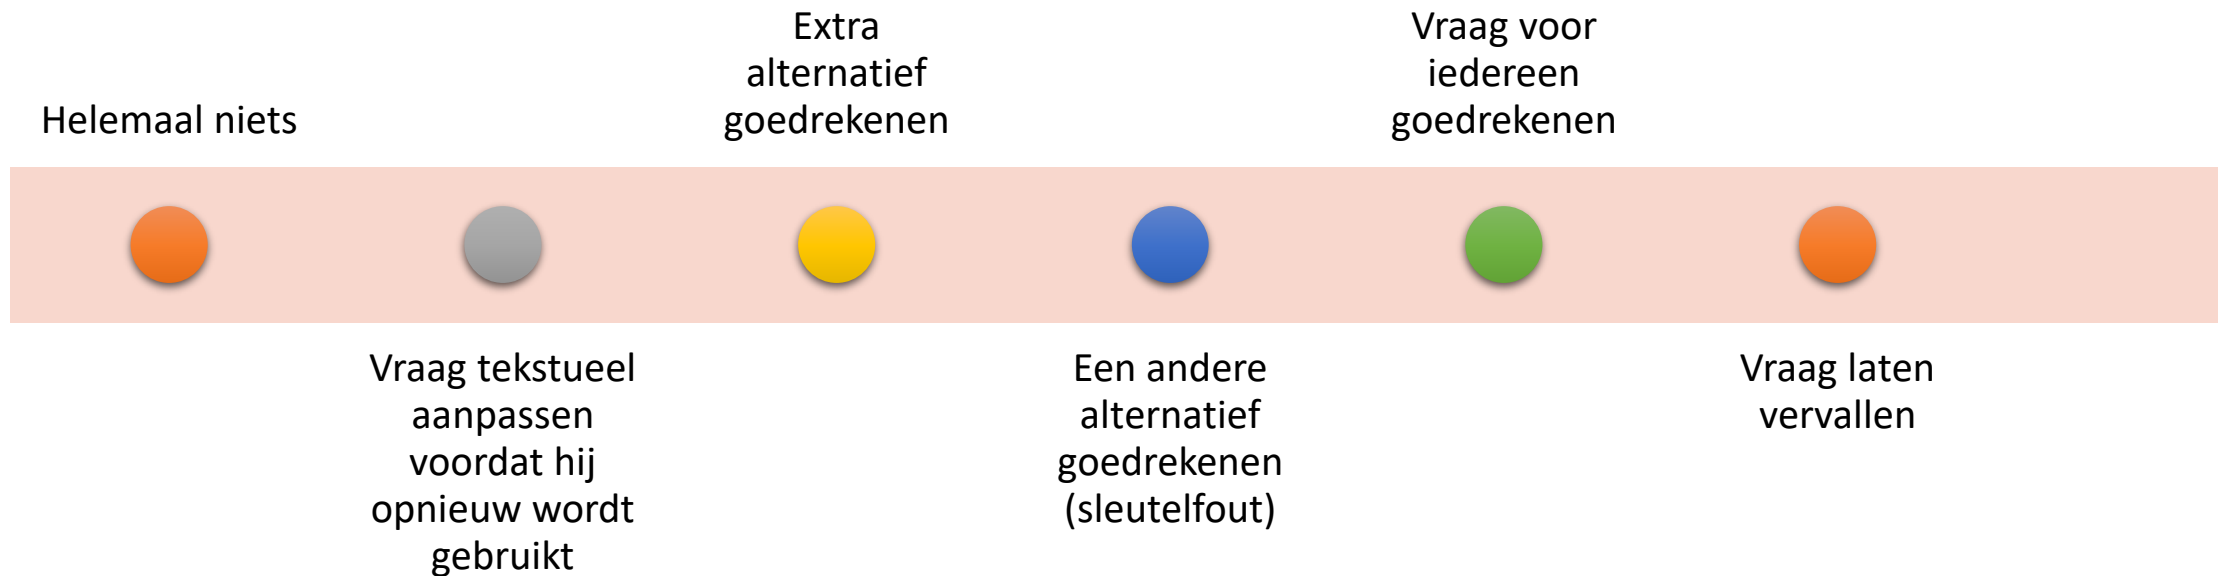 Helemaal niets
Vraag tekstueel
aanpassen
voordat hij
opnieuw wordt
gebruikt
Extra
alternatief
goedrekenen
Een andere
alternatief
goedrekenen
(sleutelfout)
Vraag voor
iedereen
goedrekenen
Vraag laten
vervallen